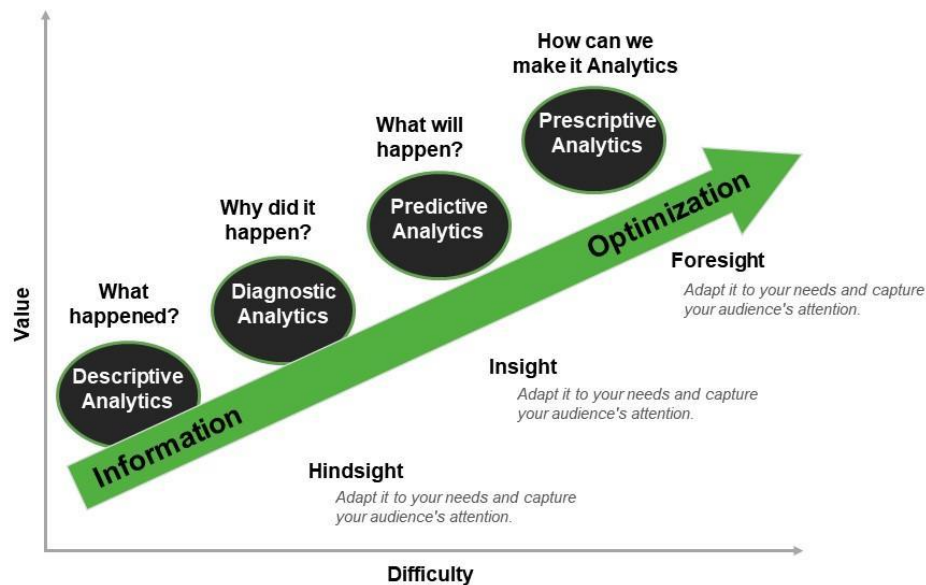 How can we
make it Analytics
Prescriptive
Analytics
What will
happen?
Predictive
Analytics
Why did it
happen?
Diagnostic
Analytics
What
happened?
Descriptive
Analytics
Information
Optimization
Foresight
Adapt it to your needs and capture
your audience's attention.
Insight
Adapt it to your needs and capture
your audience's attention.
Hindsight
Adapt it to your needs and capture
your audience's attention.
Value
Difficulty